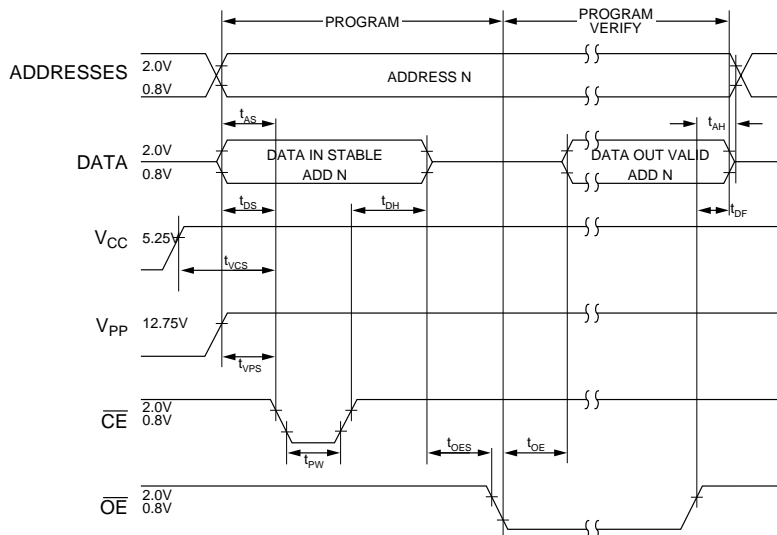 PROGRAM
PROGRAM
VERIFY
ADDRESSES
2.0V
0.8V
ADDRESS N
tAS
tAH
DATA
2.0V
0.8V
DATA IN STABLE
ADD N
DATA OUT VALID
ADD N
tDS
tDH
tDF
VCC
5.25V
tVCS
VPP
12.75V
tVPS
CE
2.0V
0.8V
tPW
tOES
tOE
OE
2.0V
0.8V